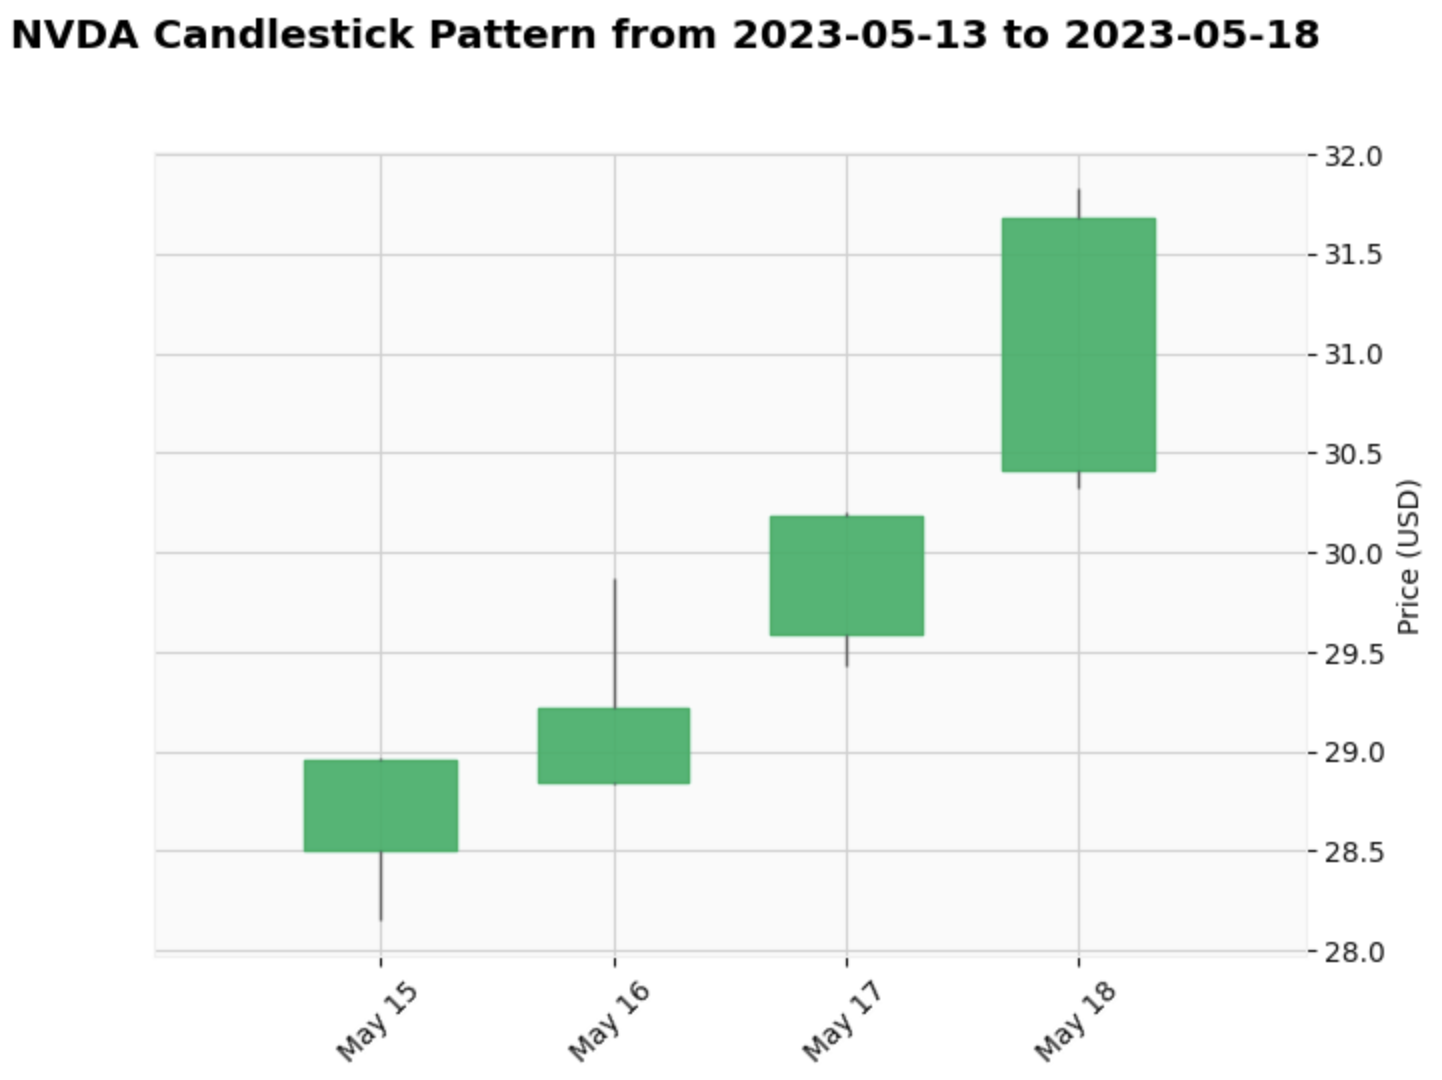 NVDA Candlestick Pattern from 2023-05-13 to 2023-05-18
32.0
31.5
31.0
30.5
30.0
29.5
29.0
28.5
28.0
Price (USD)
May 15
May 16
May 17
May 18